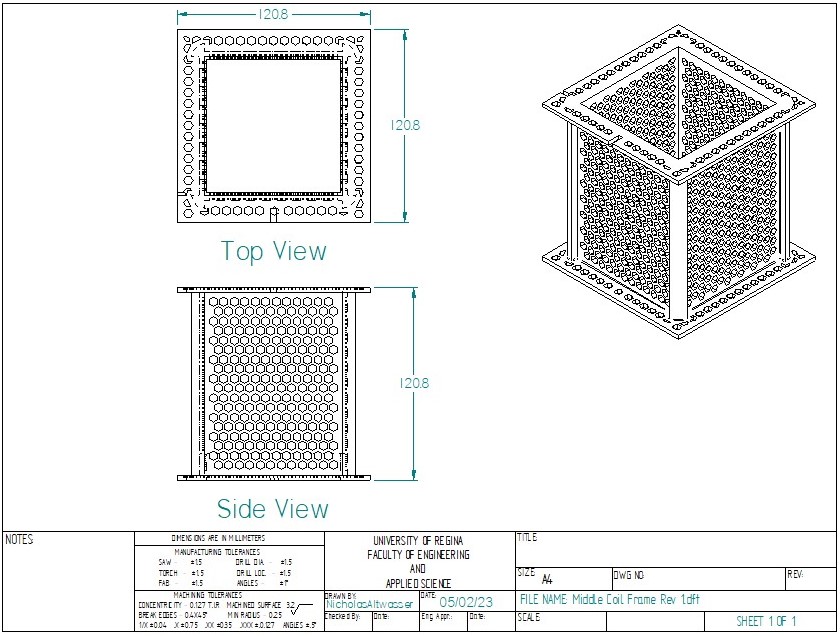 120.8
120.8
Top View
120.8
Side View
NOTES
DIMENSIONS ARE IN MILLIMETERS
MANUFACTURING TOLERANCES
SAW - ±1.5 DRILL DIA - ±1.5
TORCH - ±1.5 DRILL LOC. - ±1.5
FAB - ±1.5 ANGLES - ±1°
MACHINING TOLERANCES
CONCENTRICITY - 0.127 T.I.R. MACHINED SURFACE 3.2
BREAK EDGES - 0.4X45° MIN RADIUS - 0.25
.XX ±0.35 .XXX ±0.127 ANGLES ±.5°
UNIVERSITY OF REGINA
FACULTY OF ENGINEERING
AND
APPLIED SCIENCE
DRAWN BY: DATE:
NicholasAltwasser 05/02/23
Checked By: Date: Eng. Appr.: Date:
TITLE:
SIZE: A4 DWG NO: REV:
FILE NAME: Middle Coil Frame Rev 1.dft
SCALE: SHEET 1 OF 1